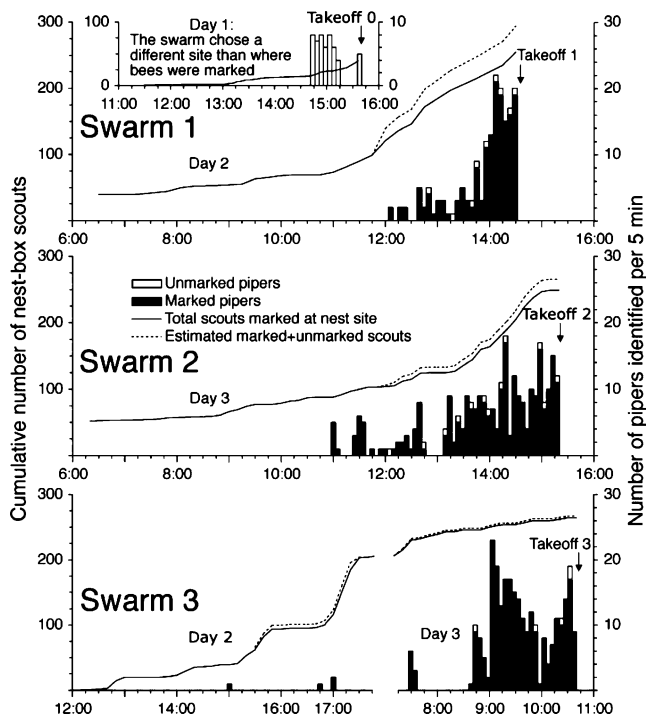 Day 1:
The swarm chose a
different site than where
bees were marked
Takeoff 0
100
0
10
0
11:00 12:00 13:00 14:00 15:00 16:00
300
200
100
0
30
20
10
Takeoff 1
Swarm 1
Day 2
6:00 8:00 10:00 12:00 14:00 16:00
300
200
100
0
30
20
10
Unmarked pipers
Marked pipers
Total scouts marked at nest site
Estimated marked+unmarked scouts
Takeoff 2
Swarm 2
Day 3
6:00 8:00 10:00 12:00 14:00 16:00
300
200
100
0
30
20
10
0
Takeoff 3
Swarm 3
Day 2
Day 3
12:00 14:00 16:00 17:00 8:00 9:00 10:00 11:00
Cumulative number of nest-box scouts
Number of pipers identified per 5 min